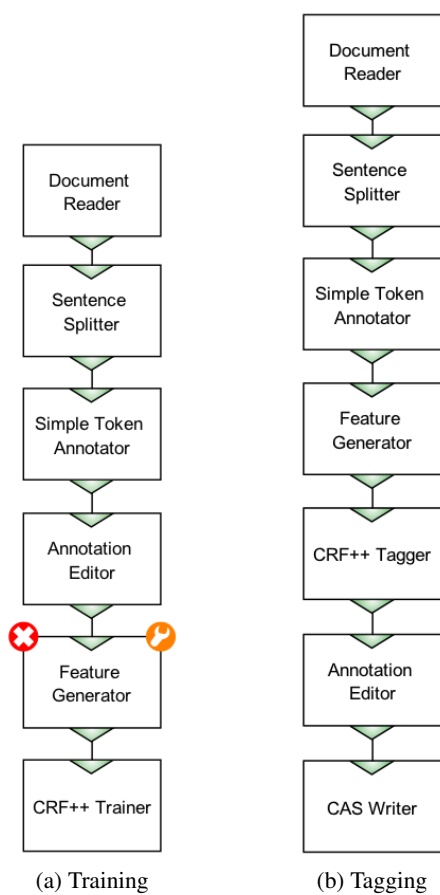 Document
Reader
Sentence
Splitter
Simple Token
Annotator
Annotation
Editor
Feature
Generator
CRF++ Trainer
(a) Training
Document
Reader
Sentence
Splitter
Simple Token
Annotator
Feature
Generator
CRF++ Tagger
Annotation
Editor
CAS Writer
(b) Tagging